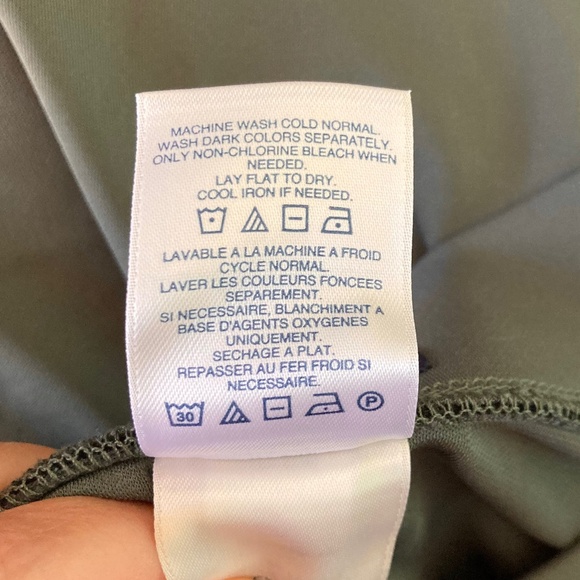 MACHINE WASH COLD NORMAL.
WASH DARK COLORS SEPARATELY.
ONLY NON-CHLORINE BLEACH WHEN
NEEDED.
LAY FLAT TO DRY.
COOL IRON IF NEEDED.
LAVABLE A LA MACHINE A FROID
CYCLE NORMAL.
LAVER LES COULEURS FONCEES
SEPAREMENT.
SI NECESSAIRE, BLANCHIMENT A
BASE D'AGENTS OXYGENES
UNIQUEMENT.
SECHAGE A PLAT.
REPASSER AU FER FROID SI
NECESSAIRE.
30 P